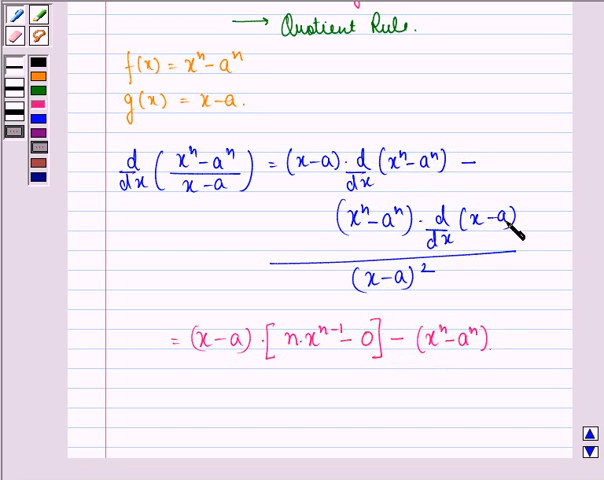 → Quotient Rule.
f(x) = xⁿ - aⁿ
g(x) = x - a.
d/dx ((xⁿ - aⁿ)/(x - a)) = (x - a) · d/dx (xⁿ - aⁿ) -
(xⁿ - aⁿ) · d/dx (x - a)
(x - a)²
= (x - a) · [n·xⁿ⁻¹ - 0] - (xⁿ - aⁿ).